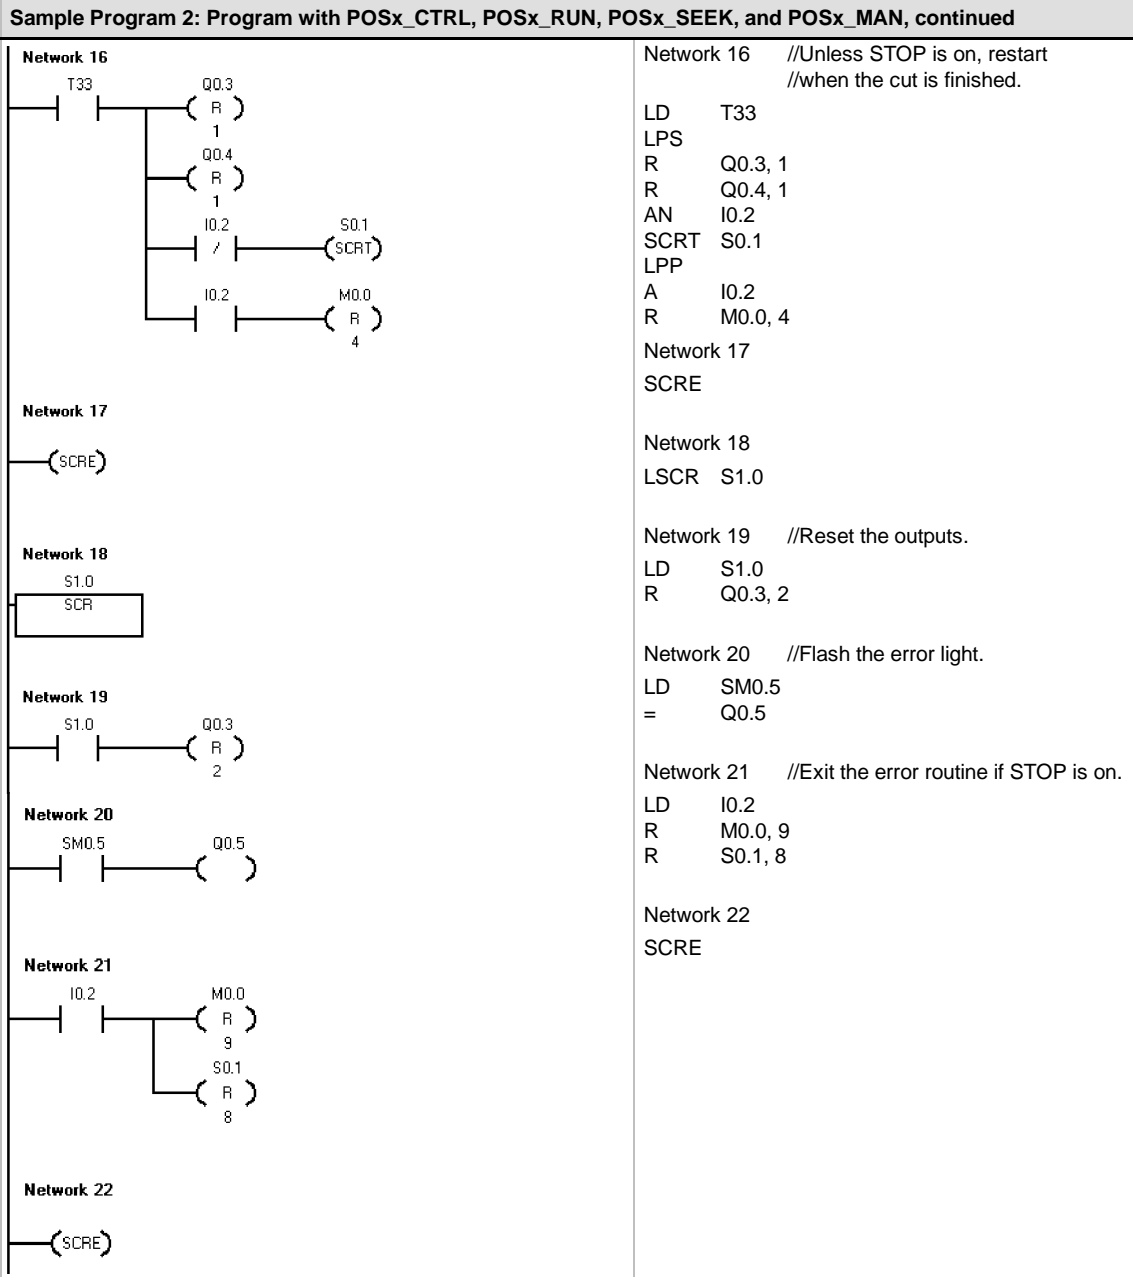 Sample Program 2: Program with POSx_CTRL, POSx_RUN, POSx_SEEK, and POSx_MAN, continued
Network 16
T33 Q0.3
R
1
Q0.4
R
1
I0.2 S0.1
/ SCRT
I0.2 M0.0
R
4
Network 17
SCRE
Network 18
S1.0
SCR
Network 19
S1.0 Q0.3
R
2
Network 20
SM0.5 Q0.5
Network 21
I0.2 M0.0
R
9
S0.1
R
8
Network 22
SCRE
Network 16 //Unless STOP is on, restart
//when the cut is finished.
LD T33
LPS
R Q0.3, 1
R Q0.4, 1
AN I0.2
SCRT S0.1
LPP
A I0.2
R M0.0, 4
Network 17
SCRE
Network 18
LSCR S1.0
Network 19 //Reset the outputs.
LD S1.0
R Q0.3, 2
Network 20 //Flash the error light.
LD SM0.5
= Q0.5
Network 21 //Exit the error routine if STOP is on.
LD I0.2
R M0.0, 9
R S0.1, 8
Network 22
SCRE